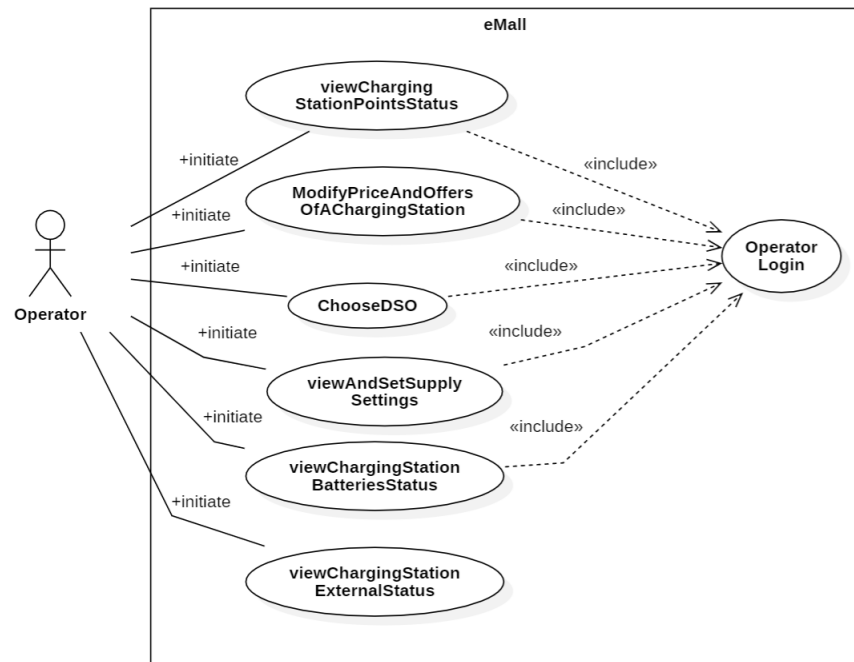 eMall
viewCharging
StationPointsStatus
+initiate
«include»
ModifyPriceAndOffers
OfAChargingStation
+initiate
«include»
Operator
Login
+initiate
«include»
ChooseDSO
Operator
+initiate
«include»
viewAndSetSupply
Settings
+initiate
«include»
viewChargingStation
BatteriesStatus
+initiate
viewChargingStation
ExternalStatus